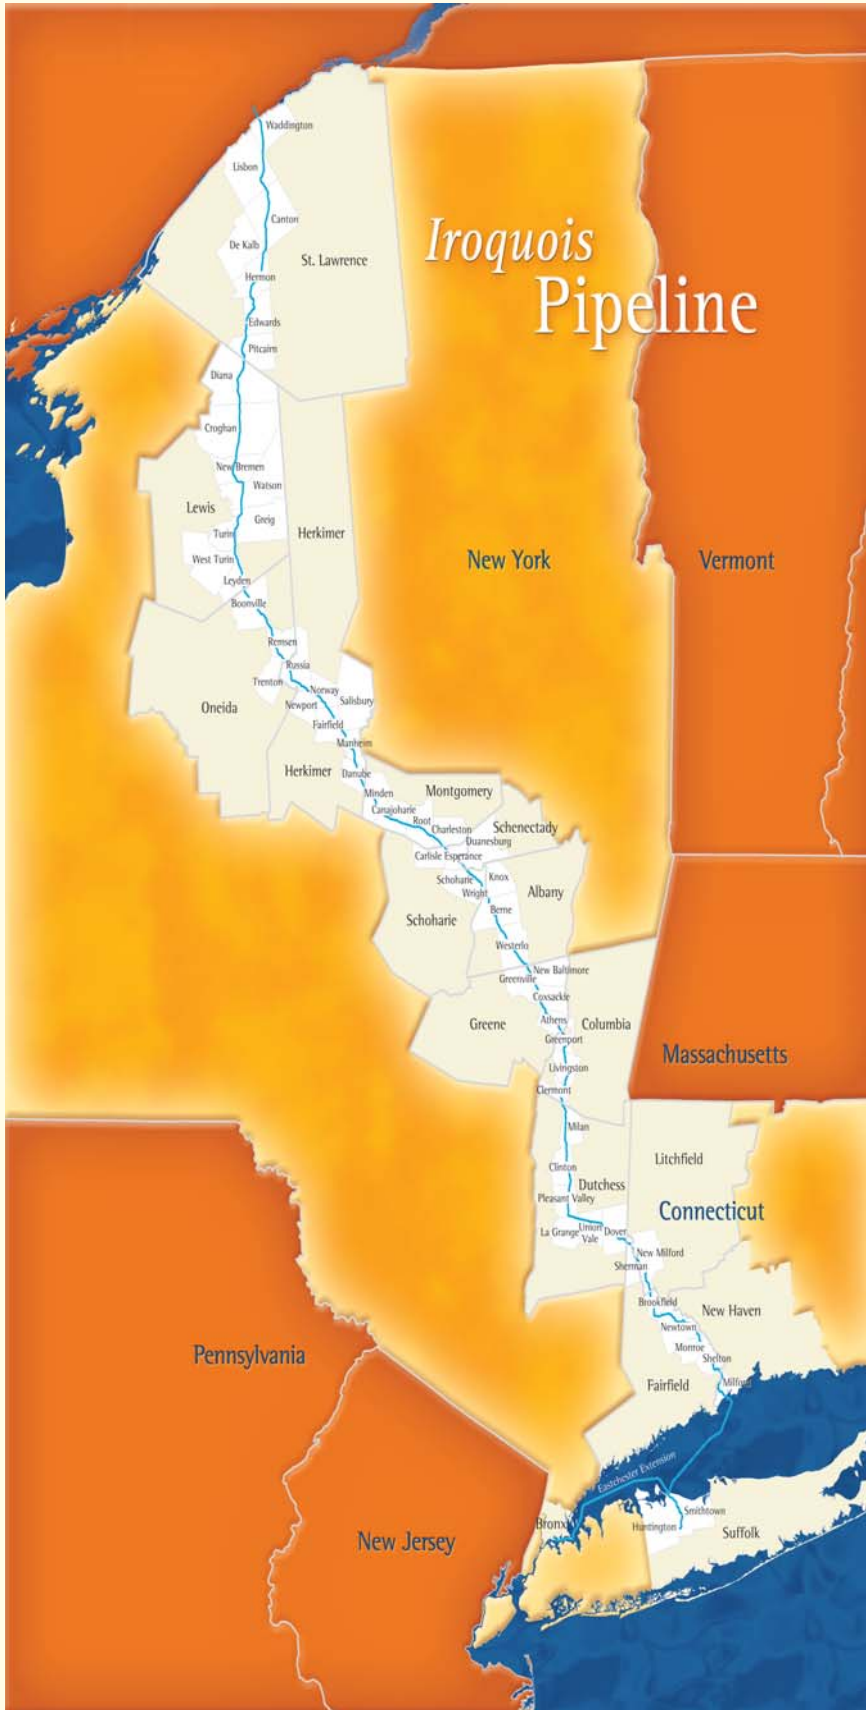 Waddington
Lisbon
Canton
De Kalb
St. Lawrence
Iroquois
Pipeline
Hermon
Edwards
Pitcairn
Diana
Croghan
New Bremen
Watson
Lewis
Greig
Turin
Herkimer
West Turin
New York
Vermont
Leyden
Boonville
Remsen
Russia
Trenton
Norway
Salisbury
Oneida
Newport
Fairfield
Manheim
Herkimer
Danube
Minden
Montgomery
Canajoharie
Root
Charleston
Schenectady
Duanesburg
Carlisle Esperance
Schoharie
Knox
Wright
Albany
Berne
Schoharie
Westerlo
New Baltimore
Greenville
Coxsackie
Athens
Greene
Columbia
Greenport
Massachusetts
Livingston
Clermont
Milan
Litchfield
Clinton
Dutchess
Pleasant Valley
Connecticut
La Grange
Union
Vale
Dover
New Milford
Sherman
Brookfield
New Haven
Newtown
Monroe
Pennsylvania
Shelton
Milford
Fairfield
Eastchester Extension
Smithtown
Bronx
Huntington
Suffolk
New Jersey